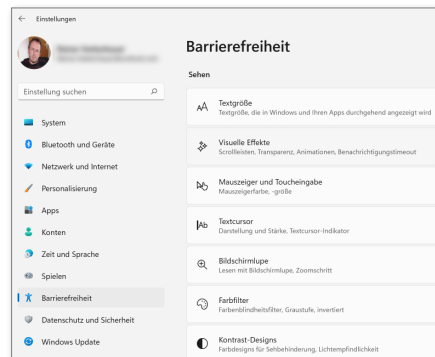 Einstellungen
Barrierefreiheit
Sehen
Einstellung suchen
System
Bluetooth und Geräte
Netzwerk und Internet
Personalisierung
Apps
Konten
Zeit und Sprache
Spielen
Barrierefreiheit
Datenschutz und Sicherheit
Windows Update
AA Textgröße
Textgröße, die in Windows und Ihren Apps durchgehend angezeigt wird
Visuelle Effekte
Scrollleisten, Transparenz, Animationen, Benachrichtigungstimeout
Mauszeiger und Toucheingabe
Mauszeigerfarbe, -größe
Ab Textcursor
Darstellung und Stärke, Textcursor-Indikator
Bildschirmlupe
Lesen mit Bildschirmlupe, Zoomschritt
Farbfilter
Farbenblindheitsfilter, Graustufe, invertiert
Kontrast-Designs
Farbdesigns für Sehbehinderung, Lichtempfindlichkeit